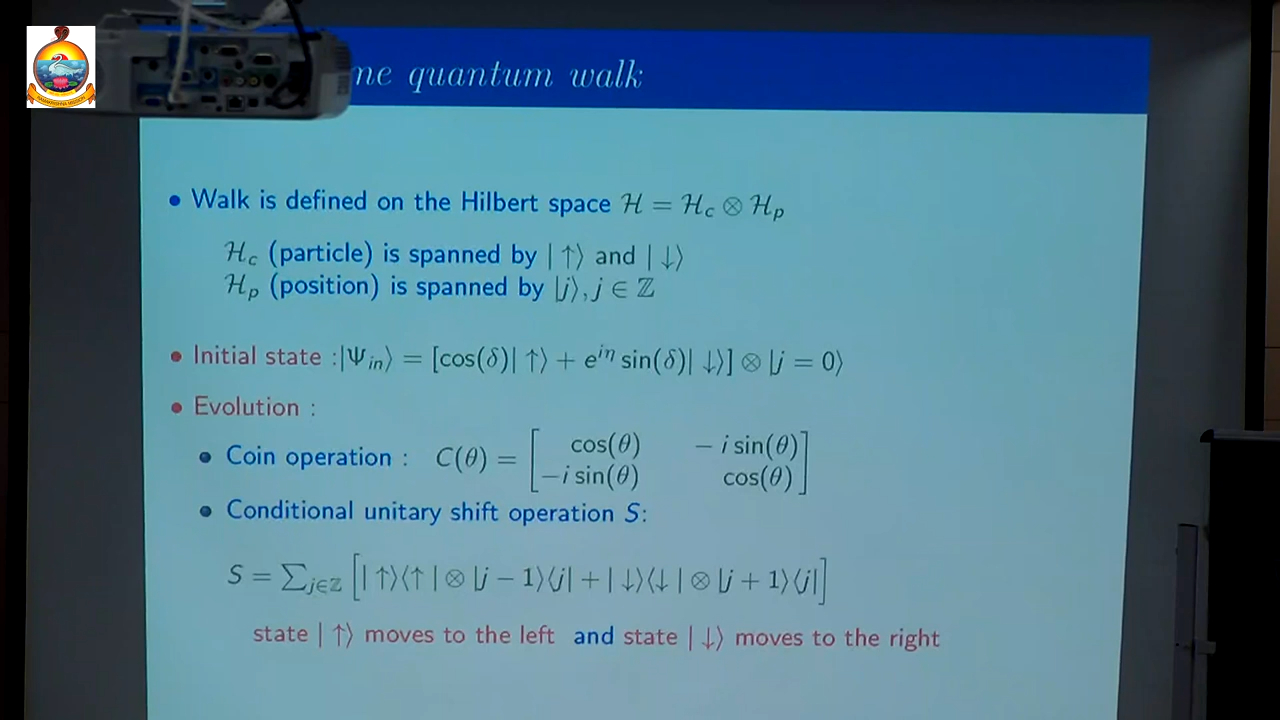 me quantum walk
• Walk is defined on the Hilbert space ℋ = ℋ_c ⊗ ℋ_p
ℋ_c (particle) is spanned by | ↑⟩ and | ↓⟩
ℋ_p (position) is spanned by |j⟩, j ∈ ℤ
• Initial state :|Ψ_in⟩ = [cos(δ)| ↑⟩ + e^{iη} sin(δ)| ↓⟩] ⊗ |j = 0⟩
• Evolution :
• Coin operation : C(θ) = [ cos(θ) − i sin(θ)
−i sin(θ) cos(θ) ]
• Conditional unitary shift operation S:
S = ∑_{j∈ℤ} [| ↑⟩⟨↑ | ⊗ |j − 1⟩⟨j| + | ↓⟩⟨↓ | ⊗ |j + 1⟩⟨j|]
state | ↑⟩ moves to the left and state | ↓⟩ moves to the right